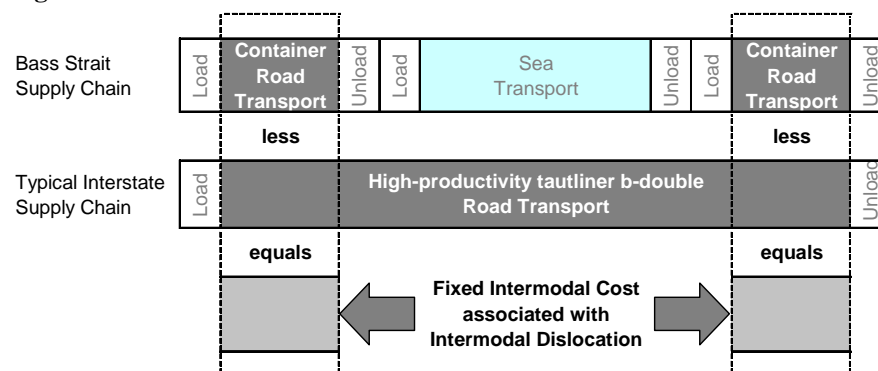 Bass Strait
Supply Chain
Load
Container
Road
Transport
Unload
Load
Sea
Transport
Unload
Load
Container
Road
Transport
Unload
less
less
Typical Interstate
Supply Chain
Load
High-productivity tautliner b-double
Road Transport
Unload
equals
equals
Fixed Intermodal Cost
associated with
Intermodal Dislocation